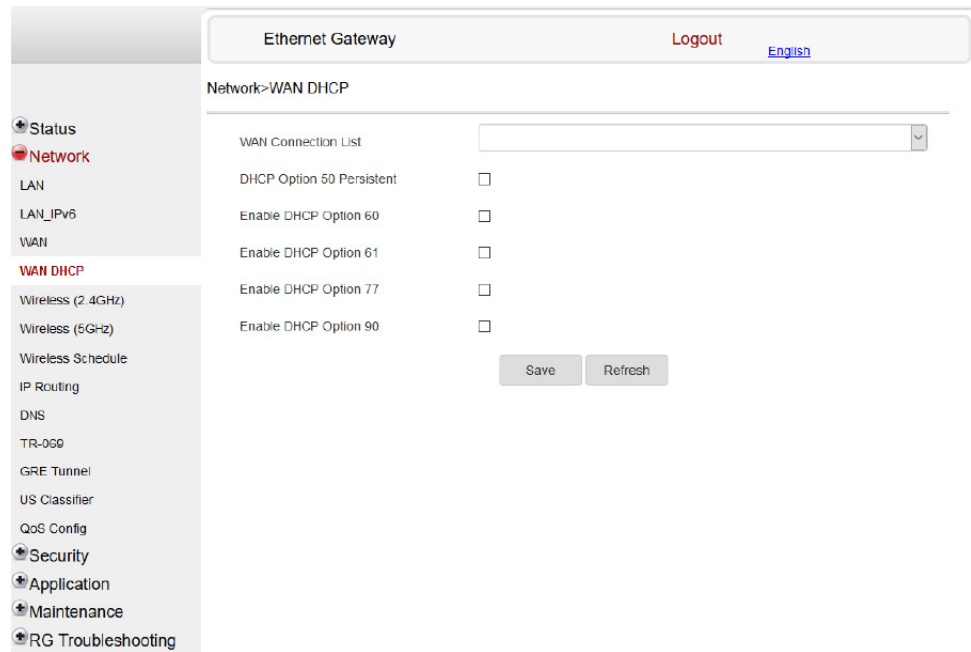 Ethernet Gateway Logout English
Network>WAN DHCP
Status
Network
LAN
LAN_IPv6
WAN
WAN DHCP
Wireless (2.4GHz)
Wireless (5GHz)
Wireless Schedule
IP Routing
DNS
TR-069
GRE Tunnel
US Classifier
QoS Config
Security
Application
Maintenance
RG Troubleshooting
WAN Connection List
DHCP Option 50 Persistent
Enable DHCP Option 60
Enable DHCP Option 61
Enable DHCP Option 77
Enable DHCP Option 90
Save Refresh